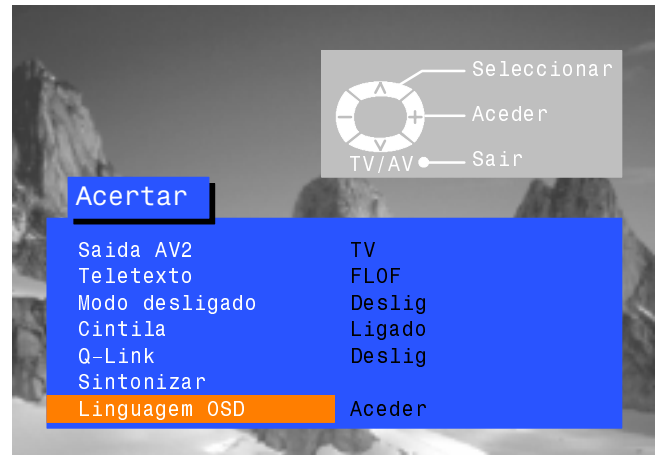 Seleccionar
Aceder
TV/AV Sair
Acertar
Saida AV2 TV
Teletexto FLOF
Modo desligado Deslig
Cintila Ligado
Q-Link Deslig
Sintonizar
Linguagem OSD Aceder